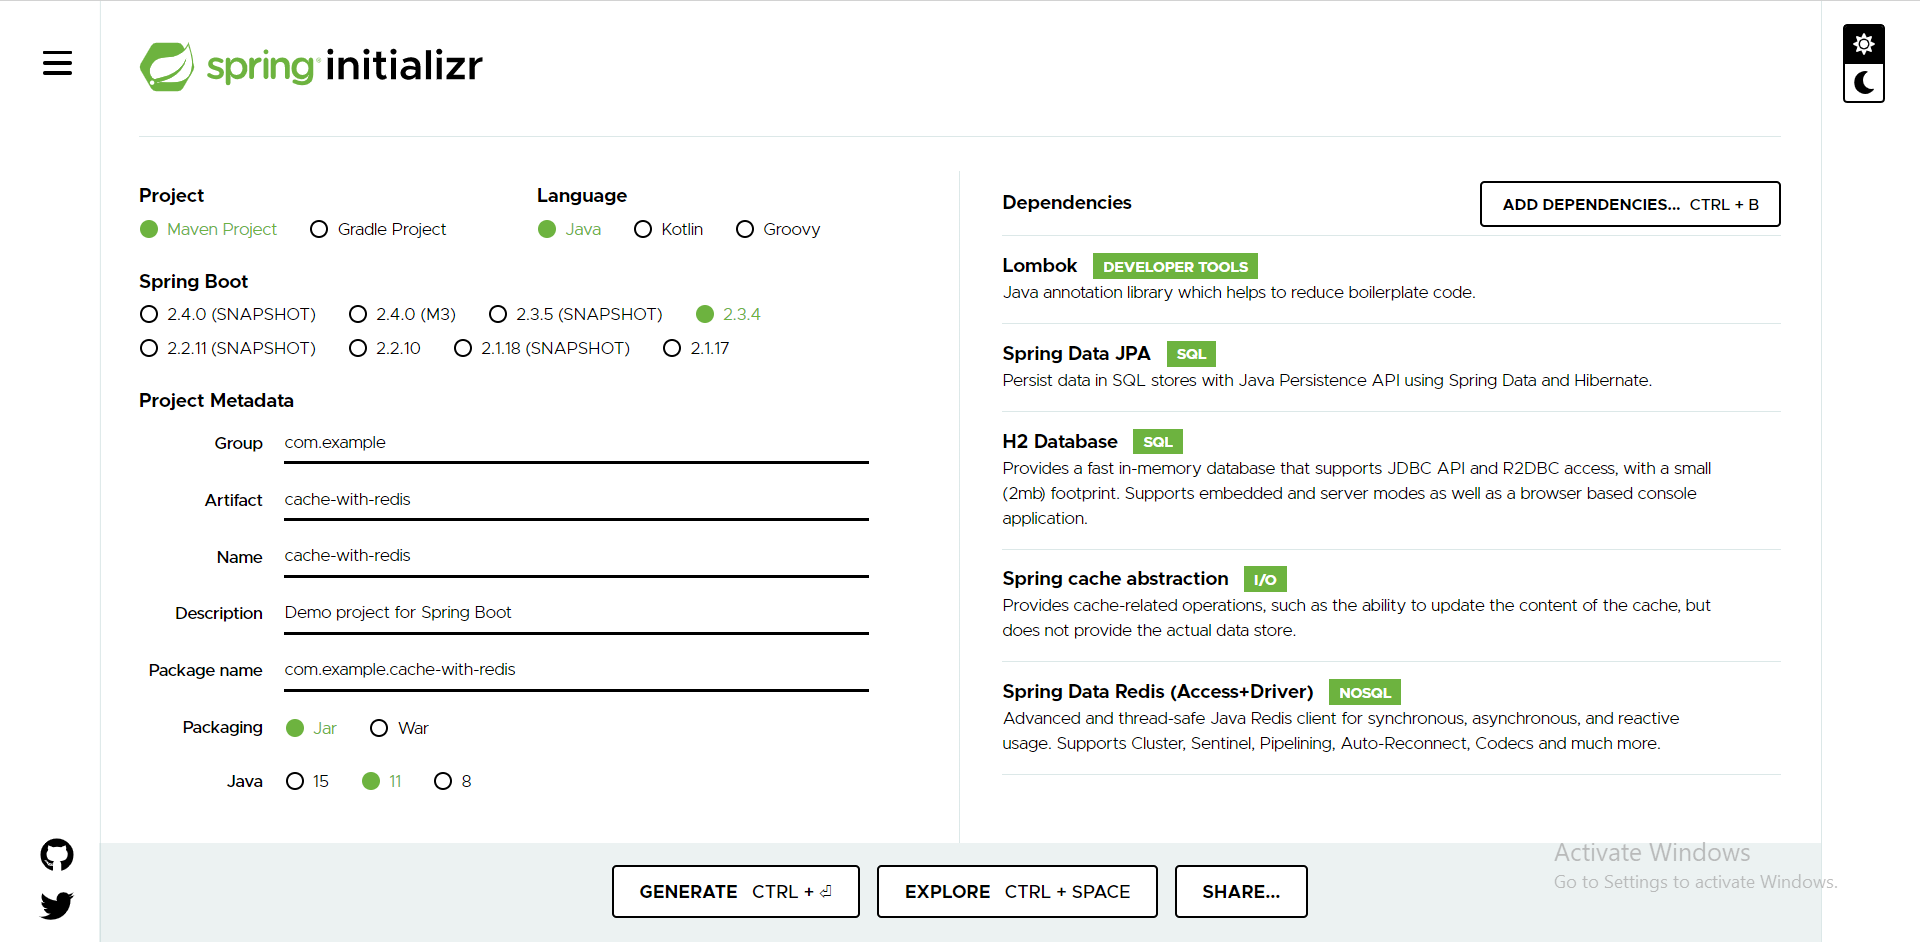 spring initializr
Project
Maven Project Gradle Project
Language
Java Kotlin Groovy
Spring Boot
2.4.0 (SNAPSHOT) 2.4.0 (M3) 2.3.5 (SNAPSHOT) 2.3.4
2.2.11 (SNAPSHOT) 2.2.10 2.1.18 (SNAPSHOT) 2.1.17
Project Metadata
Group com.example
Artifact cache-with-redis
Name cache-with-redis
Description Demo project for Spring Boot
Package name com.example.cache-with-redis
Packaging Jar War
Java 15 11 8
Dependencies
ADD DEPENDENCIES... CTRL + B
Lombok DEVELOPER TOOLS
Java annotation library which helps to reduce boilerplate code.
Spring Data JPA SQL
Persist data in SQL stores with Java Persistence API using Spring Data and Hibernate.
H2 Database SQL
Provides a fast in-memory database that supports JDBC API and R2DBC access, with a small
(2mb) footprint. Supports embedded and server modes as well as a browser based console
application.
Spring cache abstraction I/O
Provides cache-related operations, such as the ability to update the content of the cache, but
does not provide the actual data store.
Spring Data Redis (Access+Driver) NOSQL
Advanced and thread-safe Java Redis client for synchronous, asynchronous, and reactive
usage. Supports Cluster, Sentinel, Pipelining, Auto-Reconnect, Codecs and much more.
GENERATE CTRL + ⏎
EXPLORE CTRL + SPACE
SHARE...
Activate Windows
Go to Settings to activate Windows.